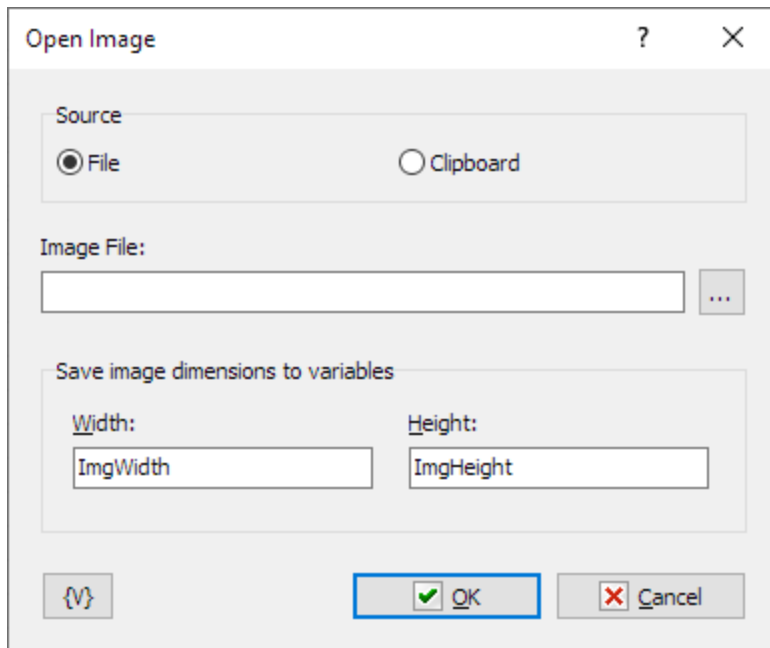 Open Image ?
Source
File Clipboard
Image File:
...
Save image dimensions to variables
Width: Height:
ImgWidth ImgHeight
{V} OK Cancel